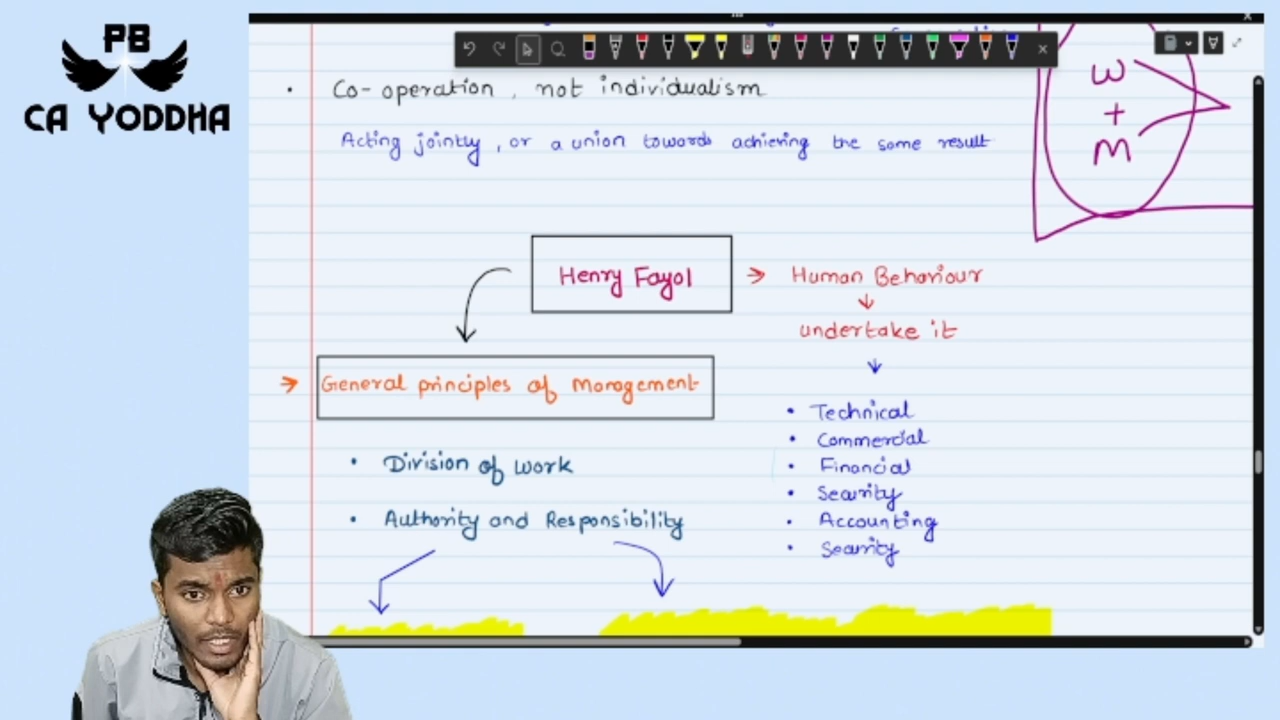 PB
CA YODDHA
Co-operation, not individualism
Acting jointly, or a union towards achieving the same result
W
+
M
Henry Fayol
Human Behaviour
undertake it
General principles of management
Technical
Commercial
Financial
Security
Accounting
Security
Division of work
Authority and Responsibility